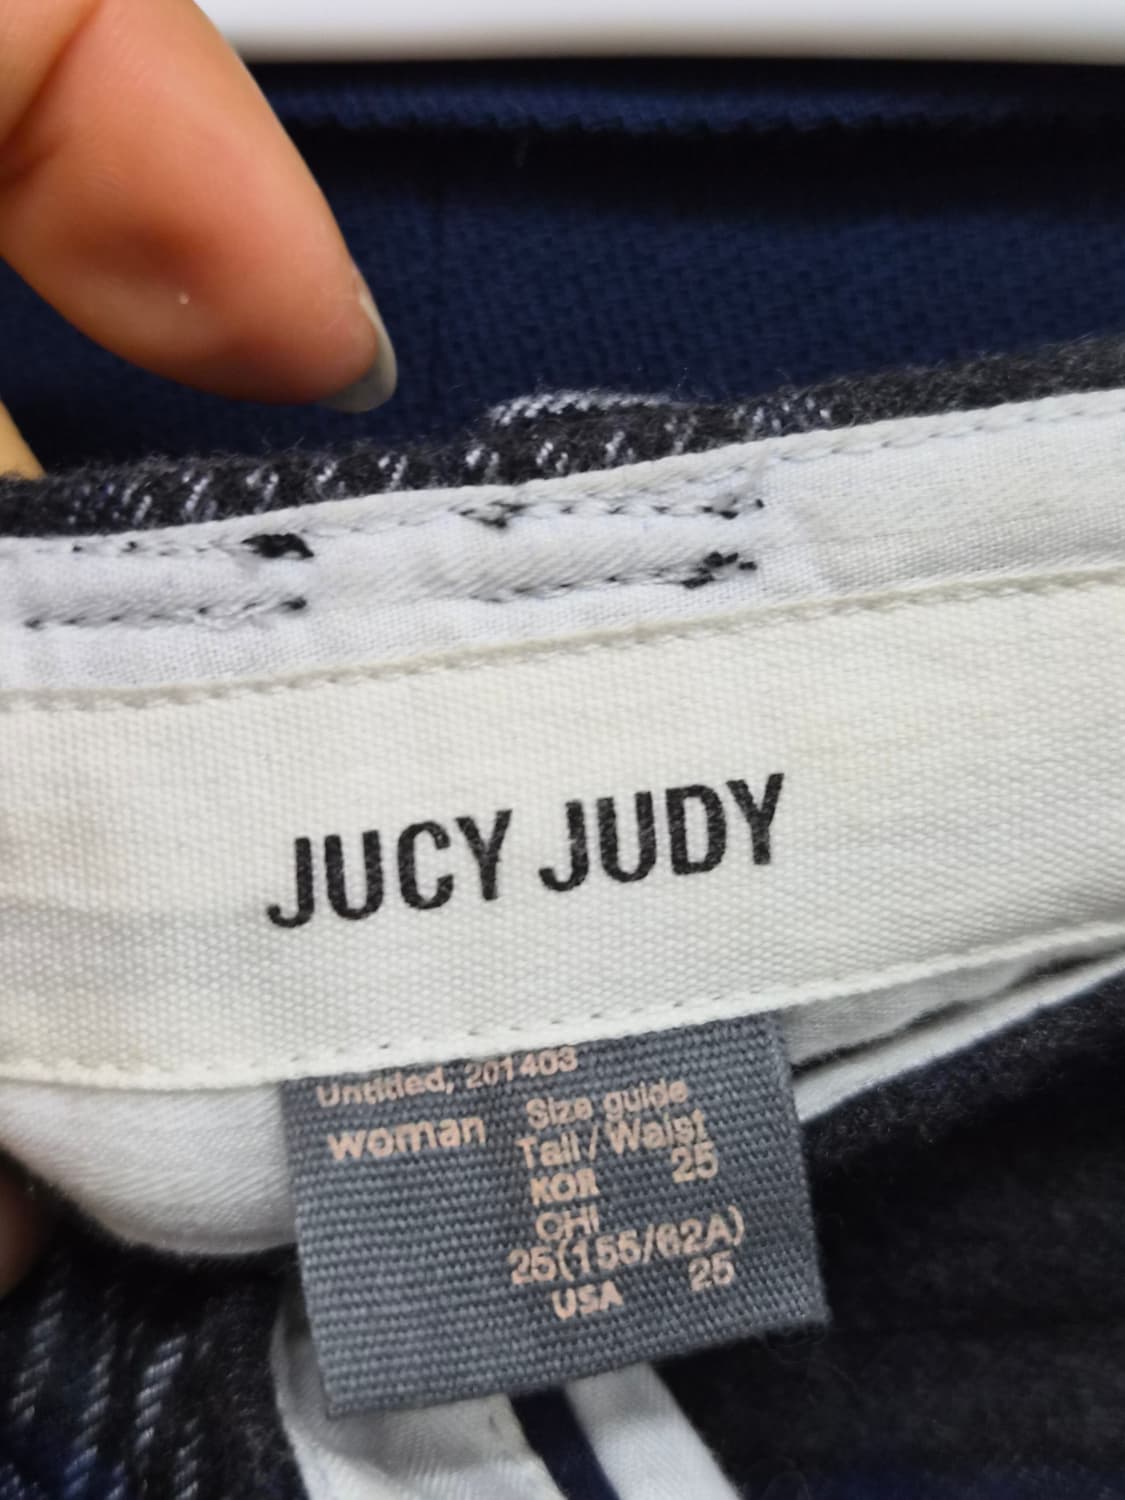 JUCY JUDY
Untitled, 201403
woman
Size guide
Tall/Waist
KOR 25
CHI
25(155/62A)
USA 25